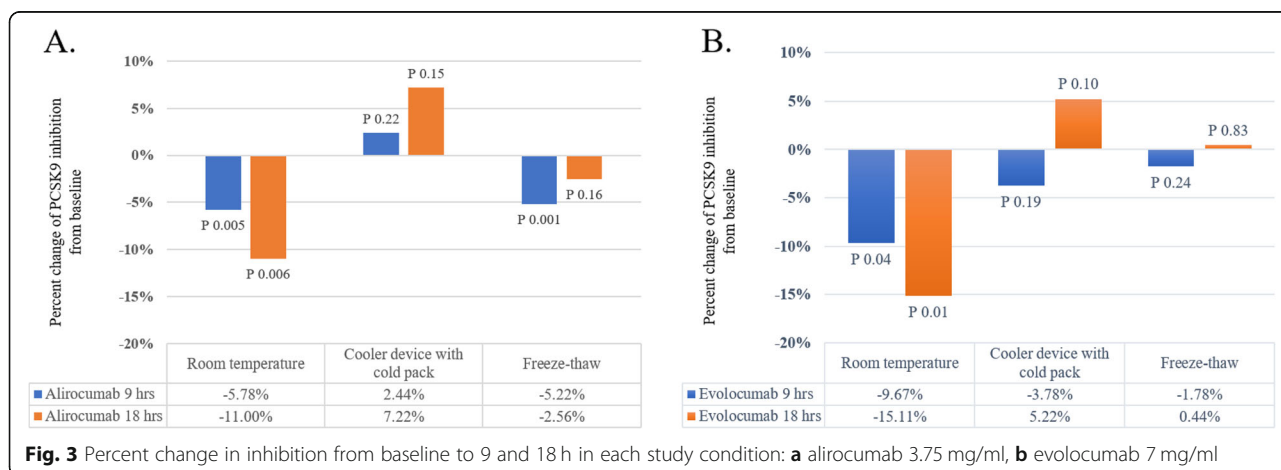 A.
Percent change of PCSK9 inhibition
from baseline
10%
5%
0%
-5%
-10%
-15%
-20%
P 0.005
P 0.006
P 0.22
P 0.15
P 0.001
P 0.16
Room temperature
Cooler device with
cold pack
Freeze-thaw
Alirocumab 9 hrs -5.78% 2.44% -5.22%
Alirocumab 18 hrs -11.00% 7.22% -2.56%
B.
Percent change of PCSK9 inhibition
from baseline
10%
5%
0%
-5%
-10%
-15%
-20%
P 0.04
P 0.01
P 0.19
P 0.10
P 0.24
P 0.83
Room temperature
Cooler device with
cold pack
Freeze-thaw
Evolocumab 9 hrs -9.67% -3.78% -1.78%
Evolocumab 18 hrs -15.11% 5.22% 0.44%
Fig. 3 Percent change in inhibition from baseline to 9 and 18 h in each study condition: a alirocumab 3.75 mg/ml, b evolocumab 7 mg/ml